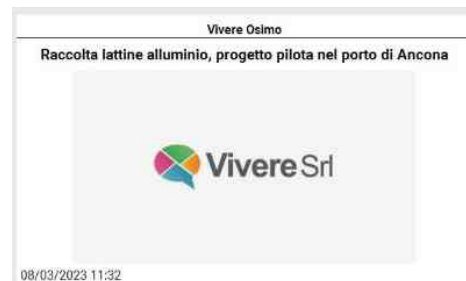 Vivere Osimo
Raccolta lattine alluminio, progetto pilota nel porto di Ancona
Vivere Srl
08/03/2023 11:32